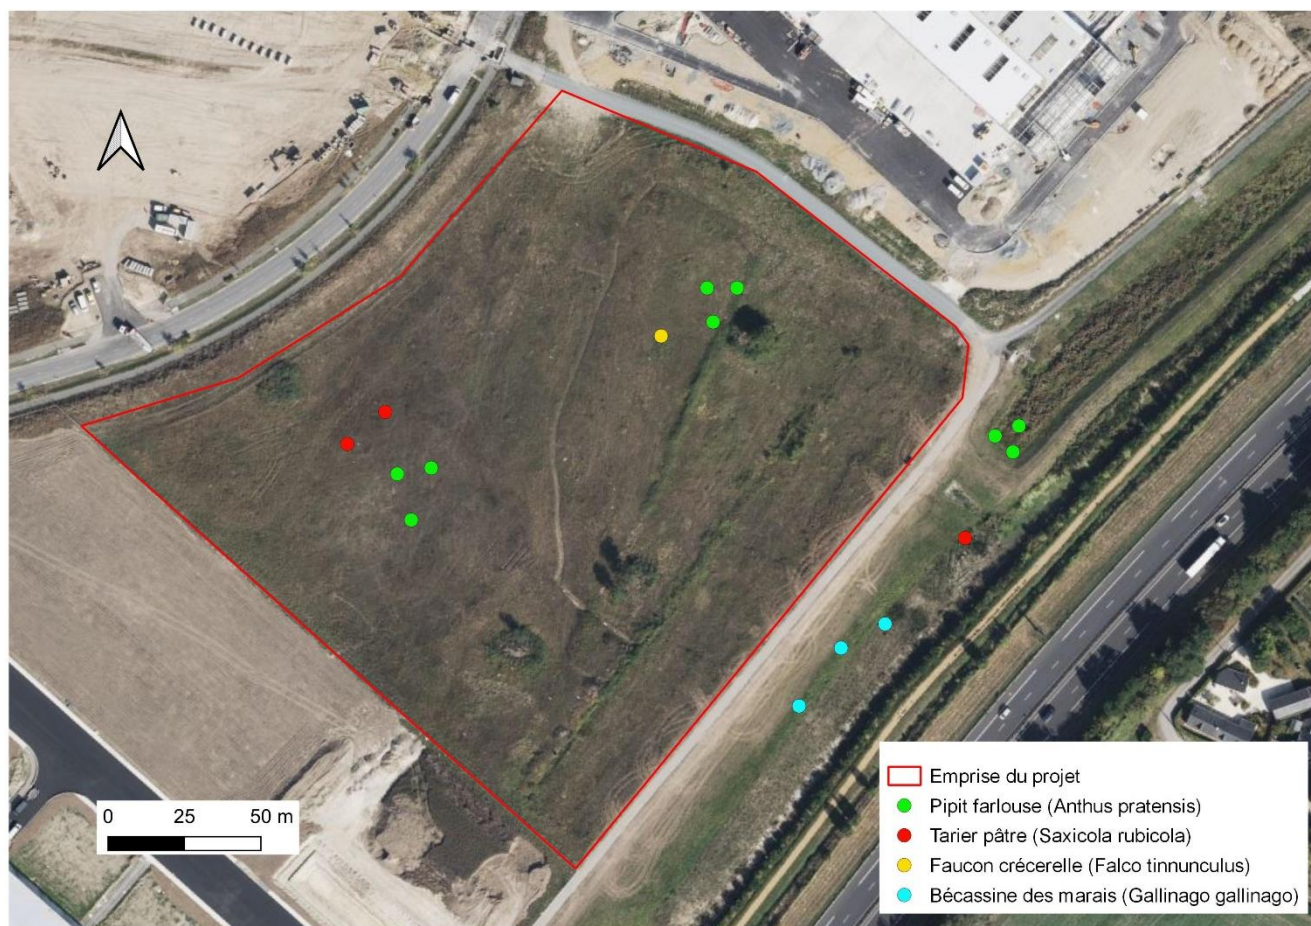 0 25 50 m
Emprise du projet
Pipit farlouse (Anthus pratensis)
Tarier pâtre (Saxicola rubicola)
Faucon crécerelle (Falco tinnunculus)
Bécassine des marais (Gallinago gallinago)